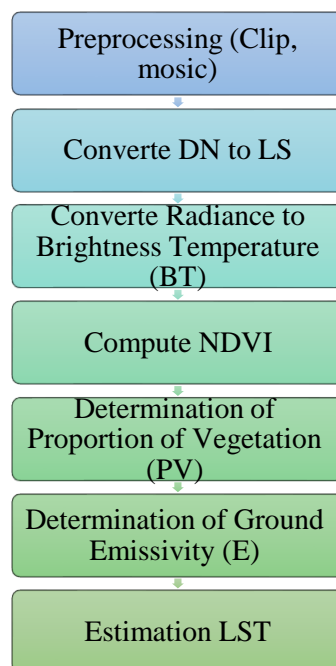 Preprocessing (Clip,
mosic)
Converte DN to LS
Converte Radiance to
Brightness Temperature
(BT)
Compute NDVI
Determination of
Proportion of Vegetation
(PV)
Determination of Ground
Emissivity (E)
Estimation LST